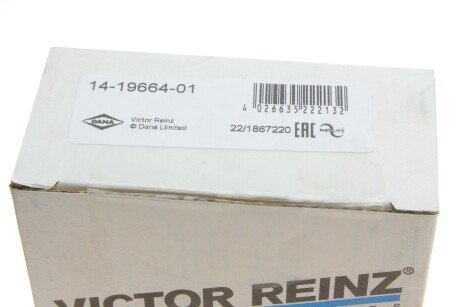 14-19664-01
4 026635 222132
DANA
Victor Reinz
© Dana Limited
22/1867220 EAC
VICTOR REINZ®